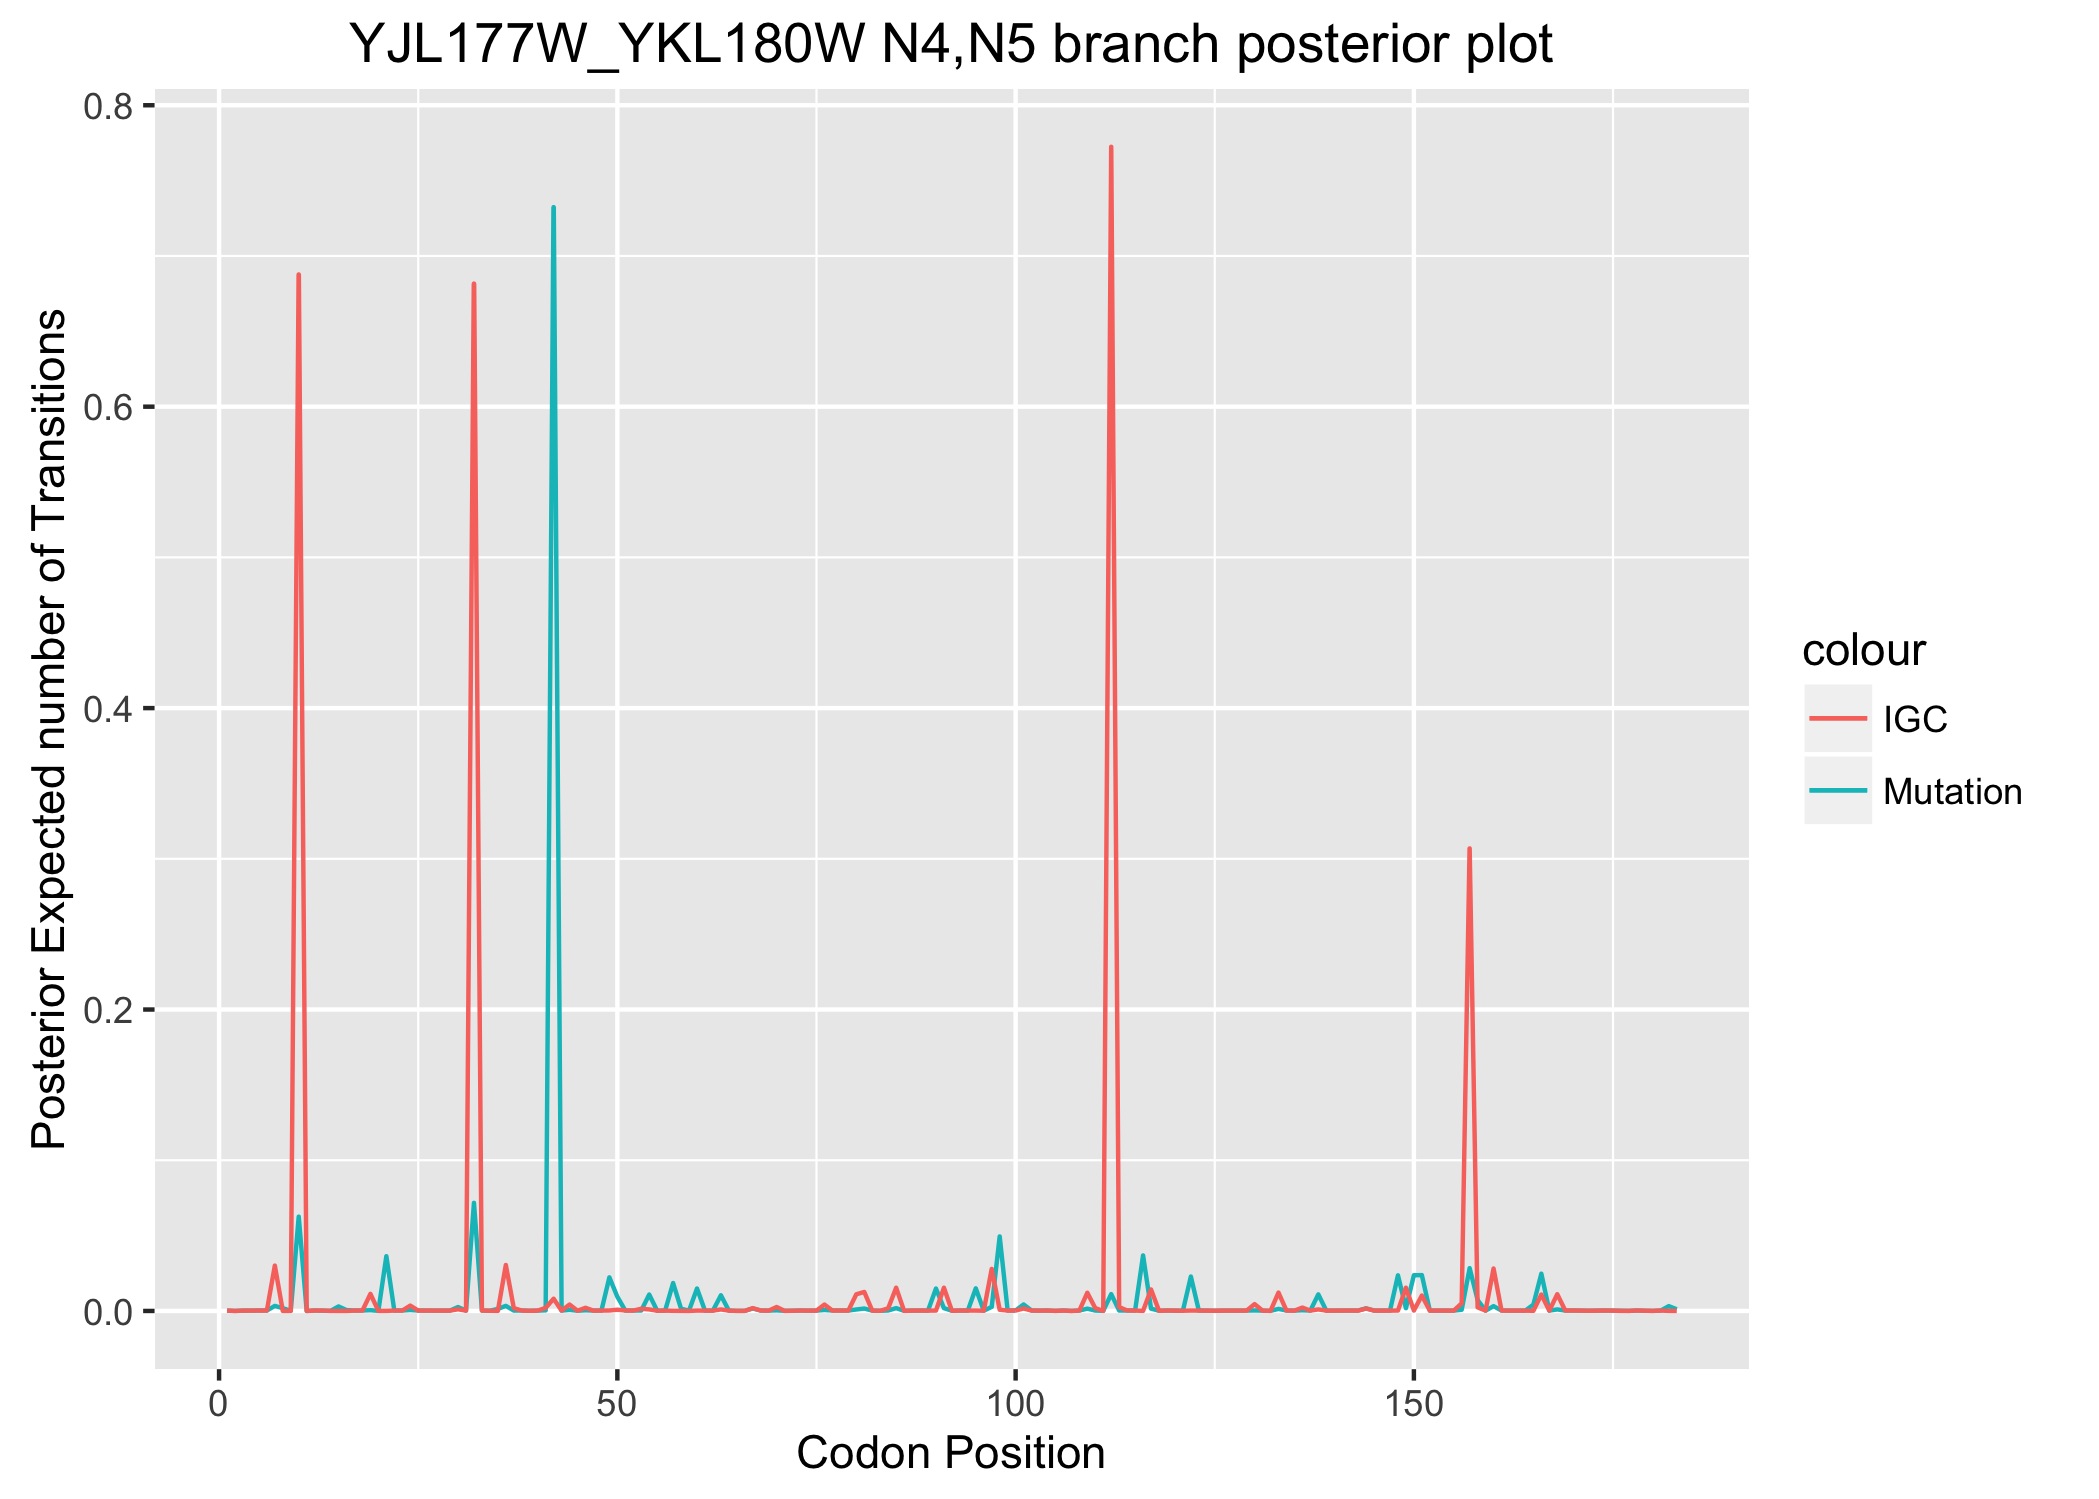 YJL177W_YKL180W N4,N5 branch posterior plot
Posterior Expected number of Transitions
0.8
0.6
0.4
0.2
0.0
0 50 100 150
Codon Position
colour
IGC
Mutation